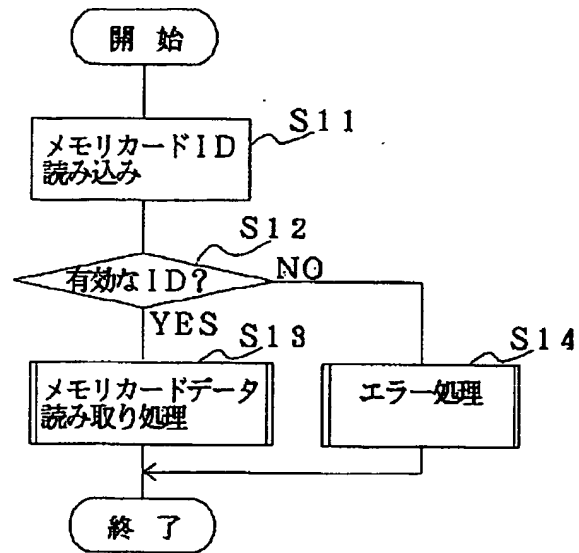 開 始
S11
メモリカードID
読み込み
S12
有効なID?
NO
YES
S13
S14
メモリカードデータ
読み取り処理
エラー処理
終 了